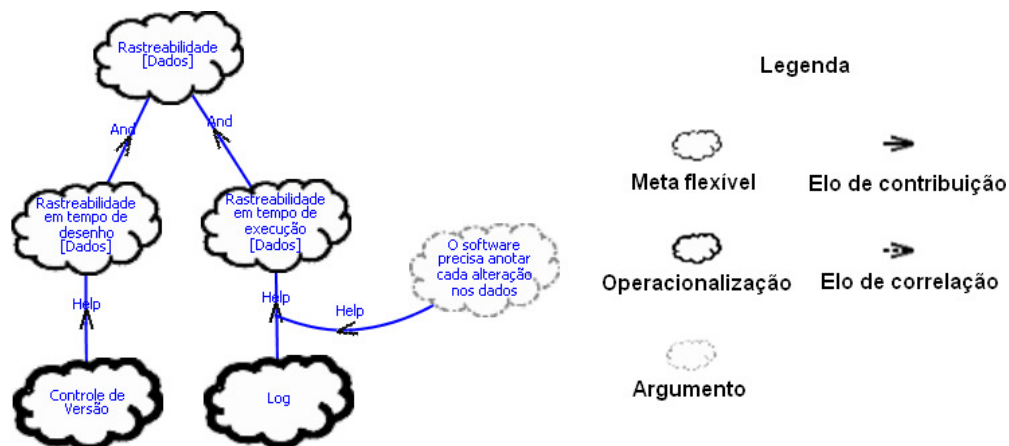 Rastreabilidade
[Dados]
And
And
Rastreabilidade
em tempo de
desenho
[Dados]
Rastreabilidade
em tempo de
execução
[Dados]
O software
precisa anotar
cada alteração
nos dados
Help
Help
Help
Controle de
Versão
Log
Legenda
Meta flexível
Elo de contribuição
Operacionalização
Elo de correlação
Argumento